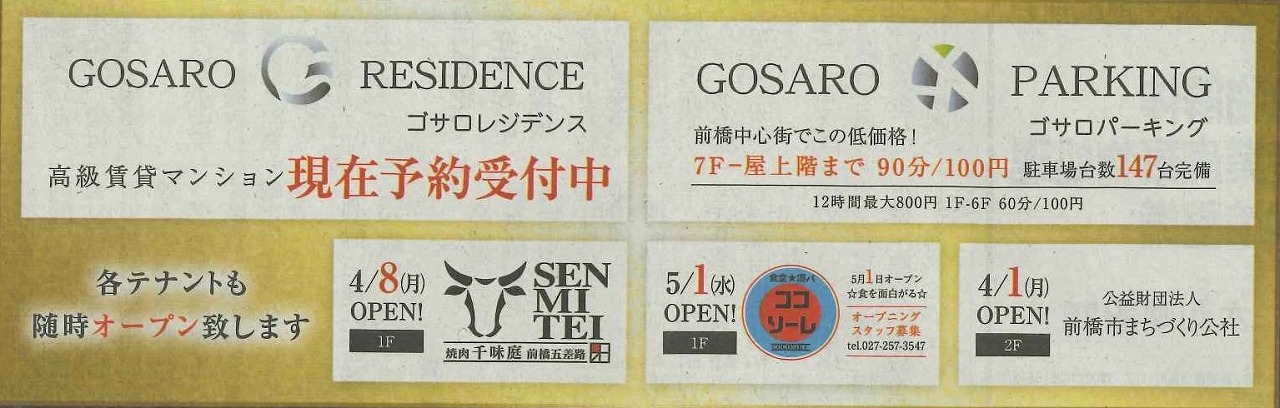 GOSARO RESIDENCE
ゴサロレジデンス
高級賃貸マンション現在予約受付中
GOSARO PARKING
ゴサロパーキング
前橋中心街でこの低価格！
7F−屋上階まで 90分/100円 駐車場台数147台完備
12時間最大800円 1F-6F 60分/100円
各テナントも
随時オープン致します
4/8(月)
OPEN!
1F
SEN
MI
TEI
焼肉 千味庭 前橋五差路
5/1(水)
OPEN!
1F
食堂★酒バ
ココ
ソーレ
5月1日オープン
☆食を面白がる☆
オープニング
スタッフ募集
tel.027-257-3547
4/1(月)
OPEN!
2F
公益財団法人
前橋市まちづくり公社